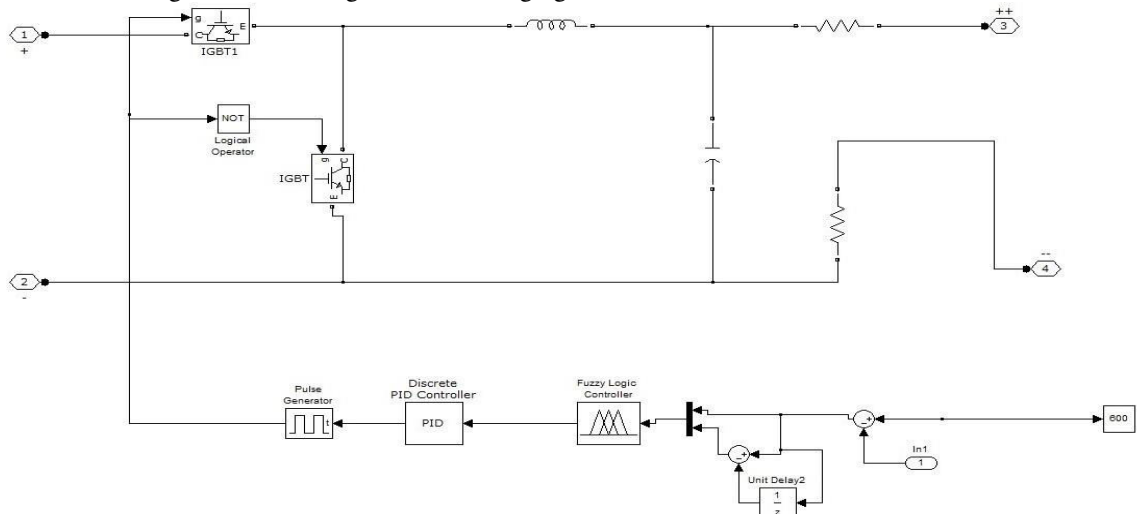 ++
g
C
E
1
+
IGBT1
3
NOT
Logical
Operator
g
C
E
IGBT
--
4
2
-
Pulse
Generator
t
Discrete
PID Controller
PID
Fuzzy Logic
Controller
- +
600
In1
1
- +
Unit Delay2
1
z